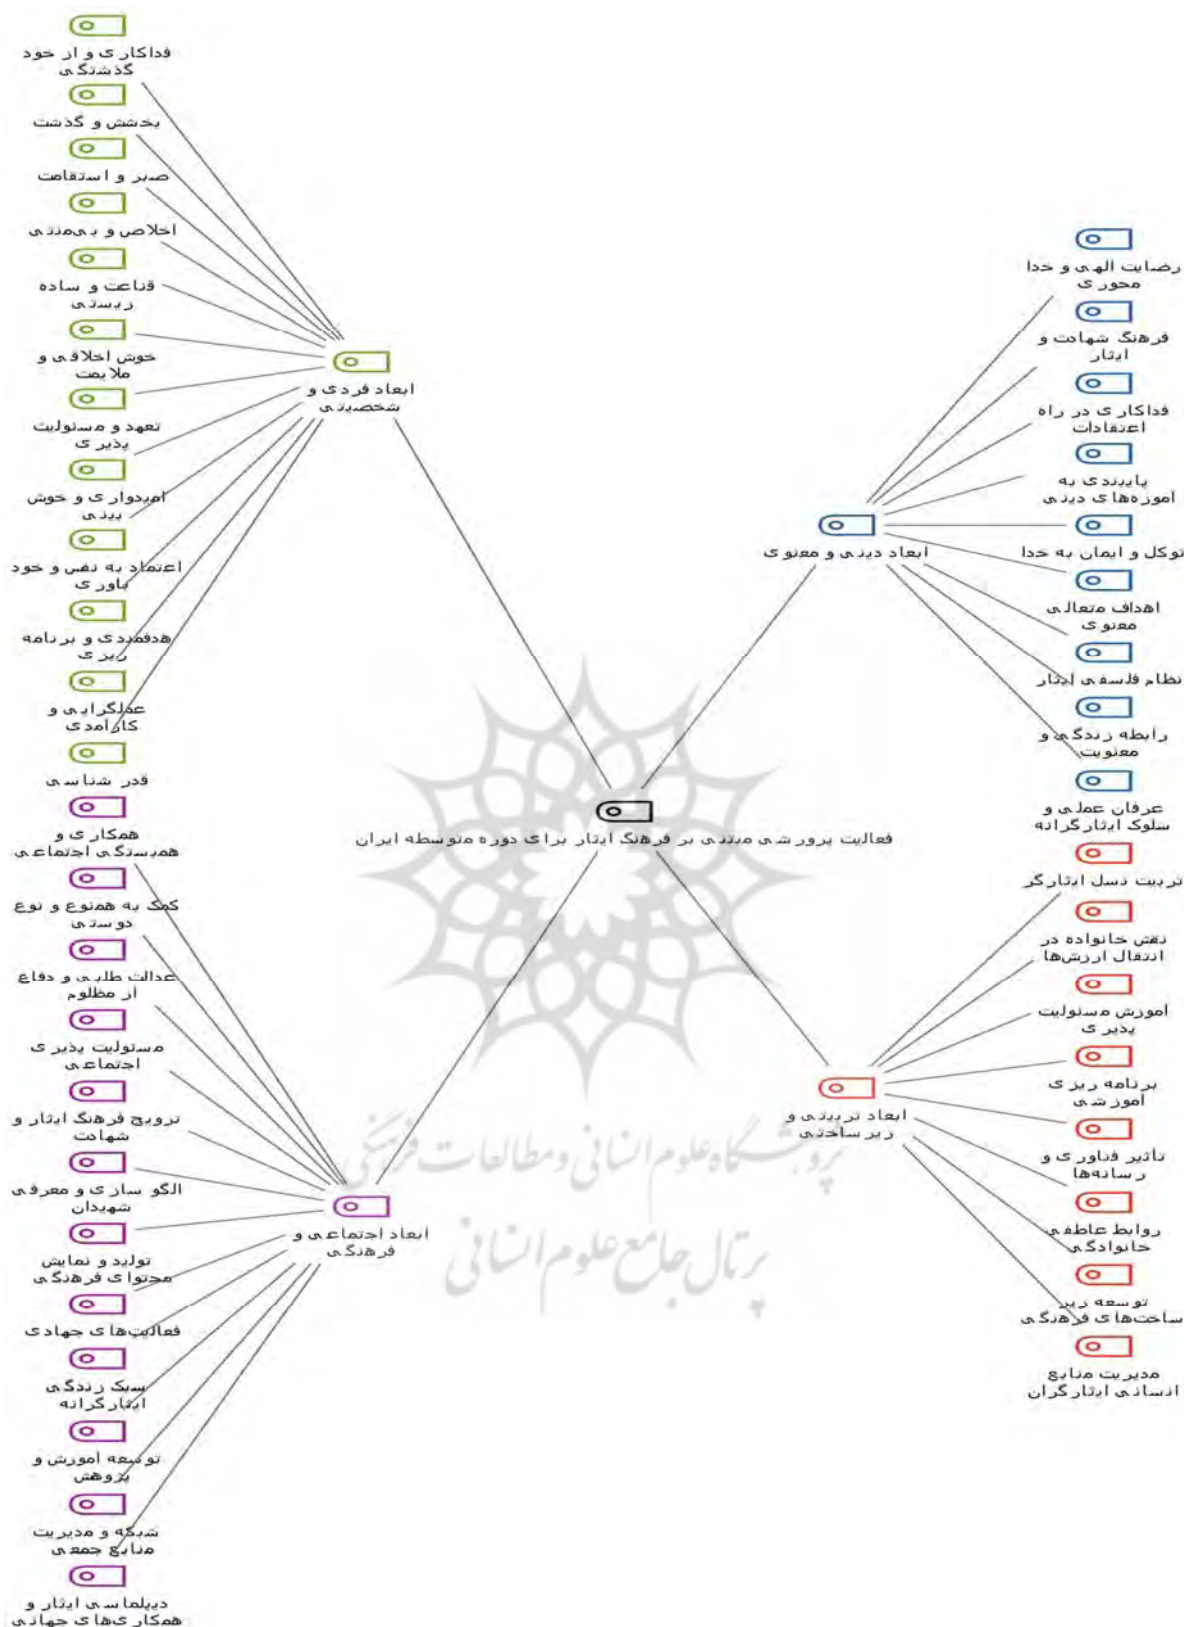 فداکاری و از خود
گذشتگی
بخشش و گذشت
صبر و استقامت
اخلاص و بی‌منتی
قناعت و ساده
زیستی
خوش اخلاقی و
ملایمت
تعهد و مسئولیت
پذیری
امیدواری و خوش
بینی
اعتماد به نفس و خود
باوری
هدفمندی و برنامه
ریزی
عملگرایی و
کارآمدی
قدر شناسی
ابعاد فردی و
شخصیتی
رضایت الهی و خدا
محوری
فرهنگ شهادت و
ایثار
فداکاری در راه
اعتقادات
پایبندی به
آموزه‌های دینی
توکل و ایمان به خدا
اهداف متعالی
معنوی
نظام فلسفی ایثار
رابطه زندگی و
معنویت
عرفان عملی و
سلوک ایثارگرانه
ابعاد دینی و معنوی
فعالیت پرورشی مبتنی بر فرهنگ ایثار برای دوره متوسطه ایران
همکاری و
همبستگی اجتماعی
کمک به همنوع و نوع
دوستی
عدالت طلبی و دفاع
از مظلوم
مسئولیت پذیری
اجتماعی
ترویج فرهنگ ایثار و
شهادت
الگو سازی و معرفی
شهیدان
تولید و نمایش
محتوای فرهنگی
فعالیت‌های جهادی
سبک زندگی
ایثارگرانه
توسعه آموزش و
پژوهش
شبکه و مدیریت
منابع جمعی
دیپلماسی ایثار و
همکاری‌های جهانی
ابعاد اجتماعی و
فرهنگی
تربیت نسل ایثارگر
نقش خانواده در
انتقال ارزش‌ها
آموزش مسئولیت
پذیری
برنامه ریزی
آموزشی
تأثیر فناوری و
رسانه‌ها
روابط عاطفی
خانوادگی
توسعه زیر
ساخت‌های فرهنگی
مدیریت منابع
انسانی ایثارگران
ابعاد تربیتی و
زیرساختی
پژوهشگاه علوم انسانی و مطالعات فرهنگی
پرتال جامع علوم انسانی